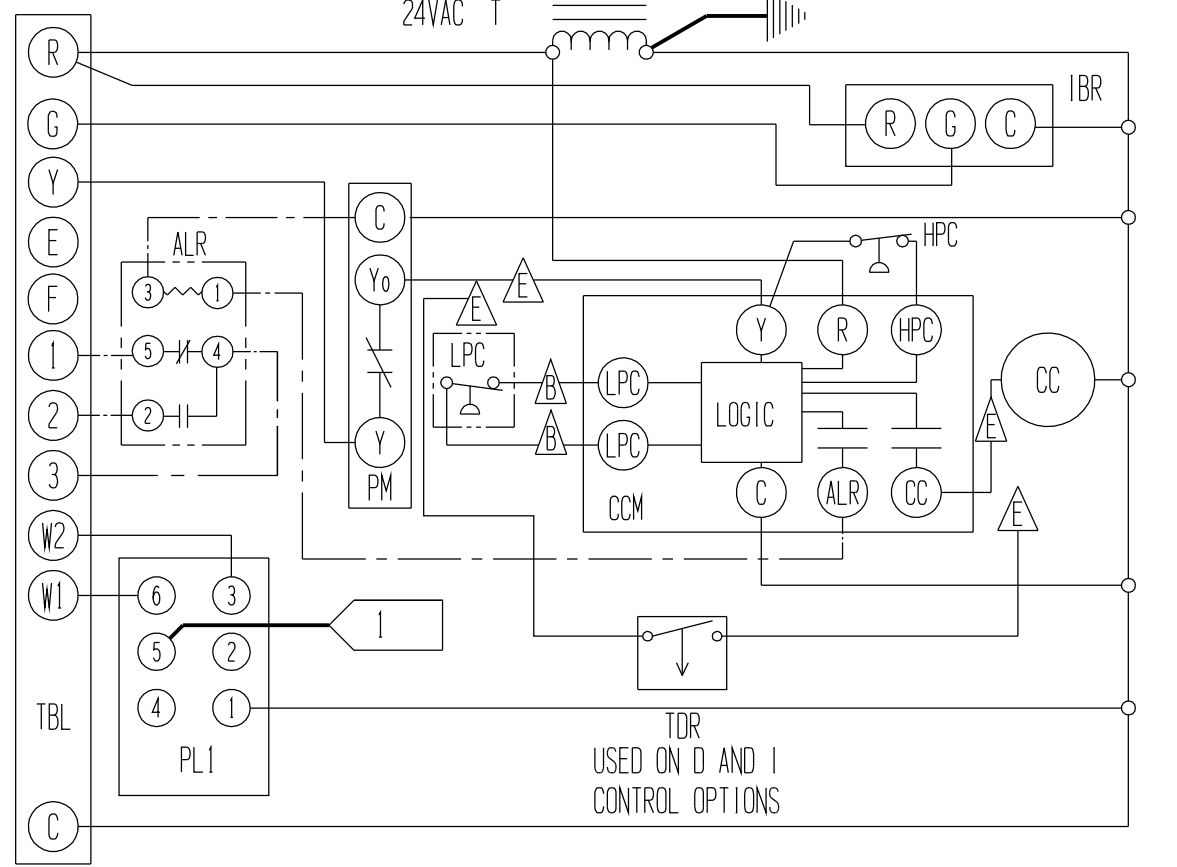 24VAC T
R
IBR
G
R G C
Y
C
HPC
E
ALR
3 1
Yo
E
E
F
Y R HPC
1
5 4
LPC
B
LPC
CC
2
2
LOGIC
E
B
LPC
Y
3
PM
C ALR CC
CCM
E
W2
W1
6 3
1
5 2
4 1
TBL
PL1
TDR
USED ON D AND I
CONTROL OPTIONS
C